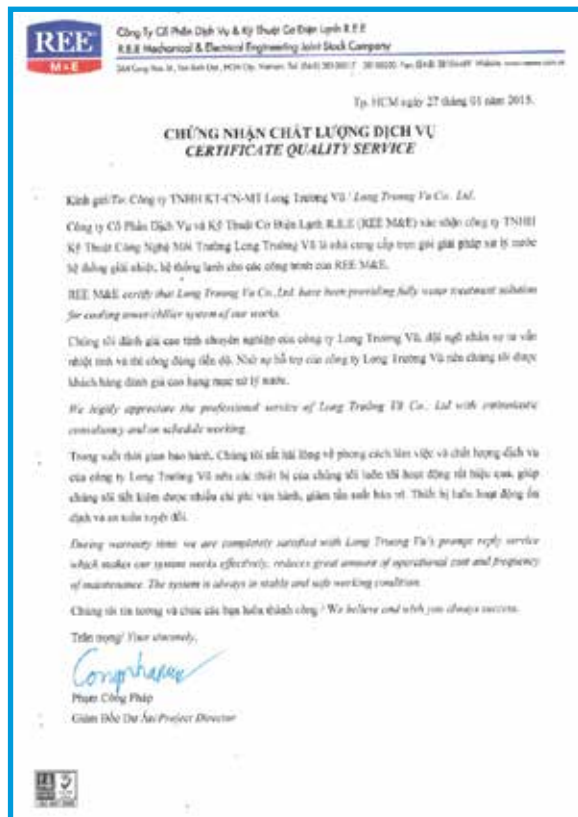 REE
M&E
Công Ty Cổ Phần Dịch Vụ & Kỹ Thuật Cơ Điện Lạnh R.E.E
R.E.E Mechanical & Electrical Engineering Joint Stock Company
Tp. HCM ngày 27 tháng 01 năm 2015.
CHỨNG NHẬN CHẤT LƯỢNG DỊCH VỤ
CERTIFICATE QUALITY SERVICE
Kính gửi/To: Công ty TNHH KT-CN-MT Long Trường Vũ / Long Truong Vu Co., Ltd.
Công ty Cổ Phần Dịch Vụ và Kỹ Thuật Cơ Điện Lạnh R.E.E (REE M&E) xác nhận công ty TNHH
Kỹ Thuật Công Nghệ Môi Trường Long Trường Vũ là nhà cung cấp trọn gói giải pháp xử lý nước
hệ thống giải nhiệt, hệ thống lạnh cho các công trình của REE M&E.
REE M&E certify that Long Truong Vu Co.,Ltd. have been providing fully water treatment solution
for cooling tower/chiller system of our works.
Chúng tôi đánh giá cao tính chuyên nghiệp của công ty Long Trường Vũ, đội ngũ nhân sự tư vấn
nhiệt tình và thi công đúng tiến độ. Nhờ sự hỗ trợ của công ty Long Trường Vũ nên chúng tôi được
khách hàng đánh giá cao hạng mục xử lý nước.
We highly appreciate the professional service of Long Trường Vũ Co., Ltd with enthusiastic
consultancy and on schedule working.
Trong suốt thời gian bảo hành, Chúng tôi rất hài lòng về phong cách làm việc và chất lượng dịch vụ
của công ty Long Trường Vũ nên các thiết bị của chúng tôi luôn tôi hoạt động rất hiệu quả, giúp
chúng tôi tiết kiệm được nhiều chi phí vận hành, giảm tần suất bảo trì. Thiết bị luôn hoạt động ổn
định và an toàn tuyệt đối.
During warranty time we are completely satisfied with Long Truong Vu's prompt reply service
which makes our system works effectively, reduces great amount of operational cost and frequency
of maintenance. The system is always in stable and safe working condition.
Chúng tôi tin tưởng và chúc các bạn luôn thành công / We believe and wish you always success.
Trân trọng/ Your sincerely,
Phạm Công Pháp
Giám Đốc Dự Án/Project Director